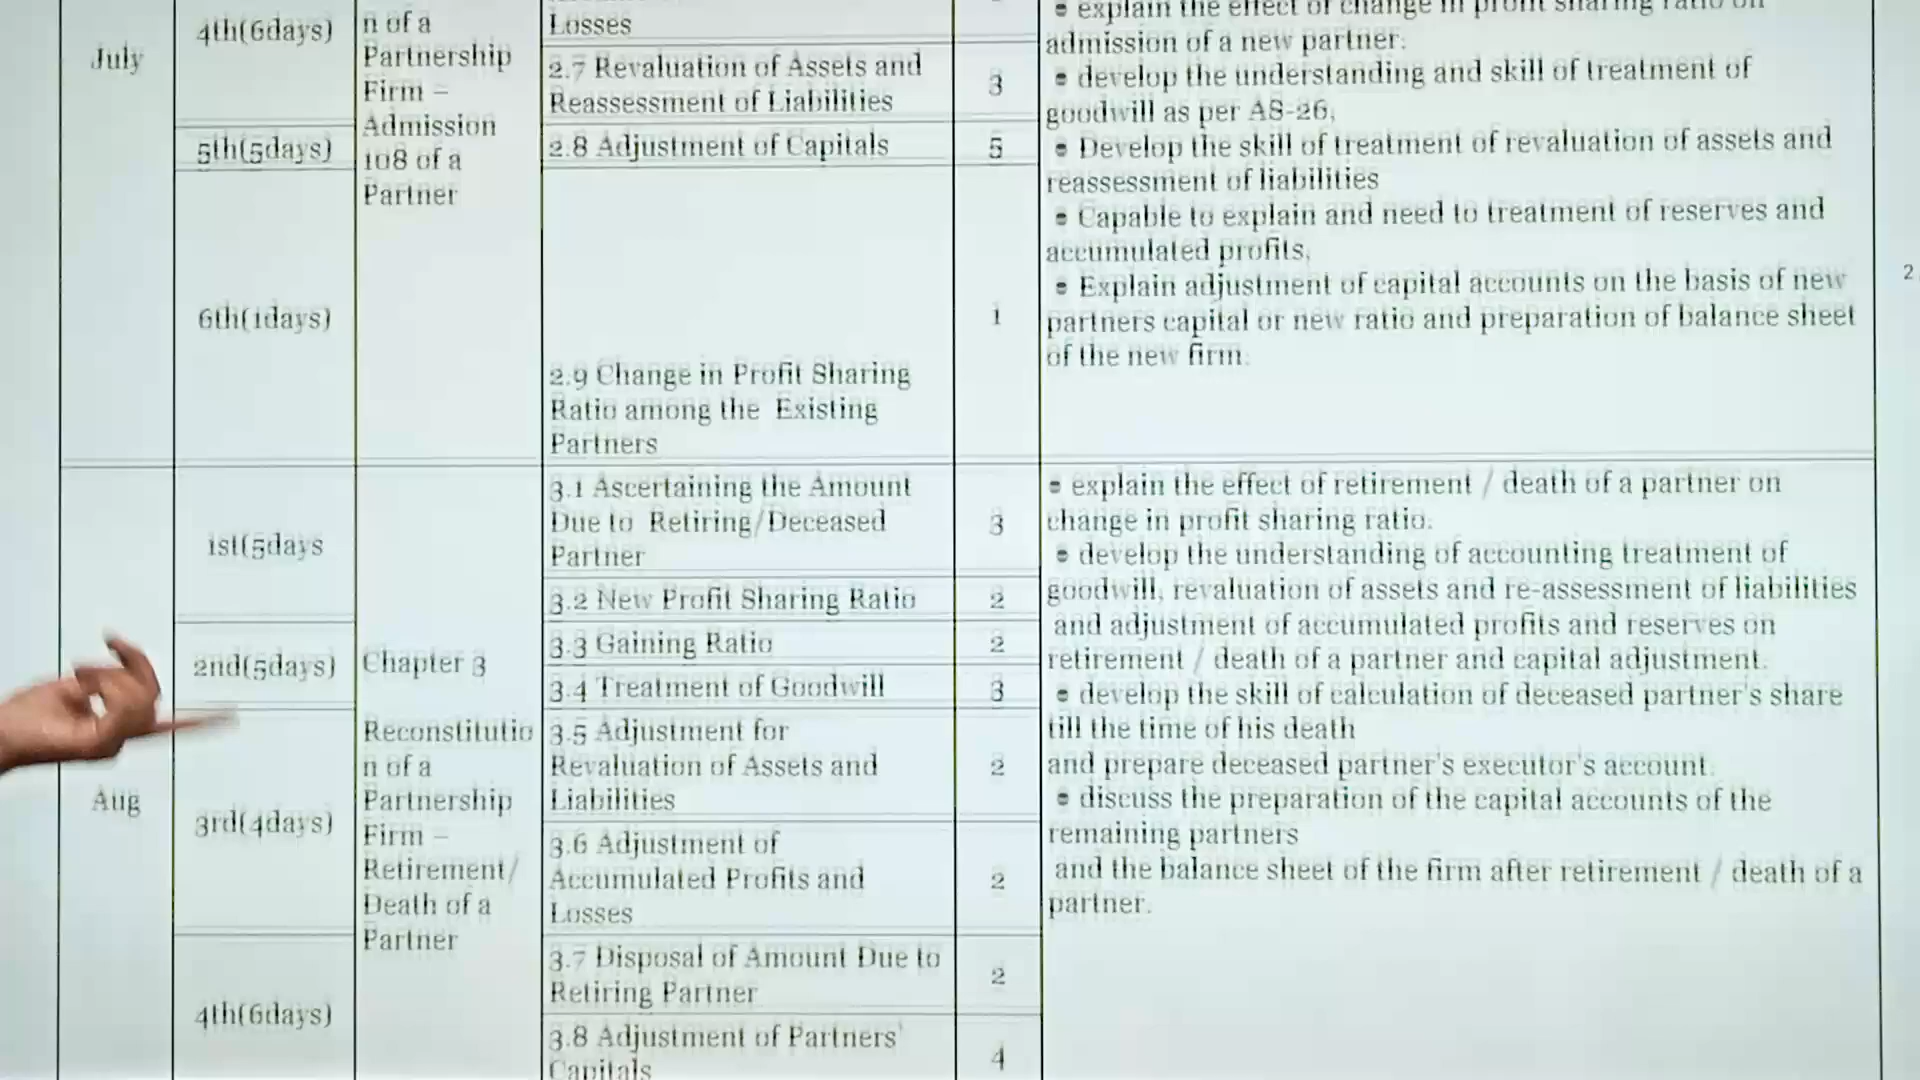 July
4th(6days)
n of a
Partnership
Firm –
Admission
108 of a
Partner
Losses
2.7 Revaluation of Assets and
Reassessment of Liabilities
3
5th(5days)
2.8 Adjustment of Capitals
5
6th(1days)
2.9 Change in Profit Sharing
Ratio among the Existing
Partners
1
• explain the effect of change in profit sharing ratio on
admission of a new partner.
• develop the understanding and skill of treatment of
goodwill as per AS-26,
• Develop the skill of treatment of revaluation of assets and
reassessment of liabilities
• Capable to explain and need to treatment of reserves and
accumulated profits.
• Explain adjustment of capital accounts on the basis of new
partners capital or new ratio and preparation of balance sheet
of the new firm.
2
Aug
1st(5days
2nd(5days)
3rd(4days)
4th(6days)
Chapter 3
Reconstitutio
n of a
Partnership
Firm –
Retirement/
Death of a
Partner
3.1 Ascertaining the Amount
Due to Retiring/Deceased
Partner
3
3.2 New Profit Sharing Ratio
2
3.3 Gaining Ratio
2
3.4 Treatment of Goodwill
3
3.5 Adjustment for
Revaluation of Assets and
Liabilities
2
3.6 Adjustment of
Accumulated Profits and
Losses
2
3.7 Disposal of Amount Due to
Retiring Partner
2
3.8 Adjustment of Partners'
Capitals
4
• explain the effect of retirement / death of a partner on
change in profit sharing ratio.
• develop the understanding of accounting treatment of
goodwill, revaluation of assets and re-assessment of liabilities
and adjustment of accumulated profits and reserves on
retirement / death of a partner and capital adjustment.
• develop the skill of calculation of deceased partner's share
till the time of his death
and prepare deceased partner's executor's account.
• discuss the preparation of the capital accounts of the
remaining partners
and the balance sheet of the firm after retirement / death of a
partner.